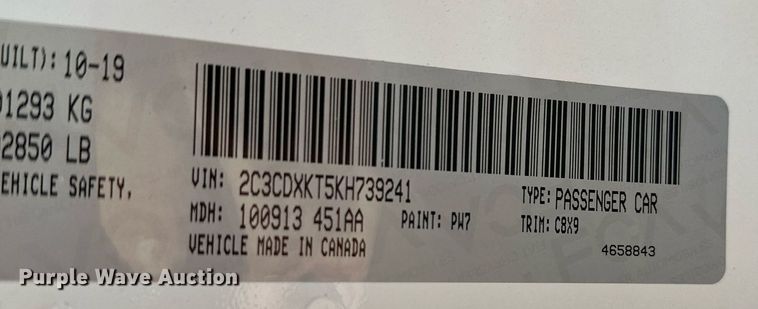 UILT): 10-19
01293 KG
02850 LB
EHICLE SAFETY,
VIN: 2C3CDXKT5KH739241
TYPE: PASSENGER CAR
MDH: 100913 451AA PAINT: PW7 TRIM: C8X9
VEHICLE MADE IN CANADA 4658843
Purple Wave Auction